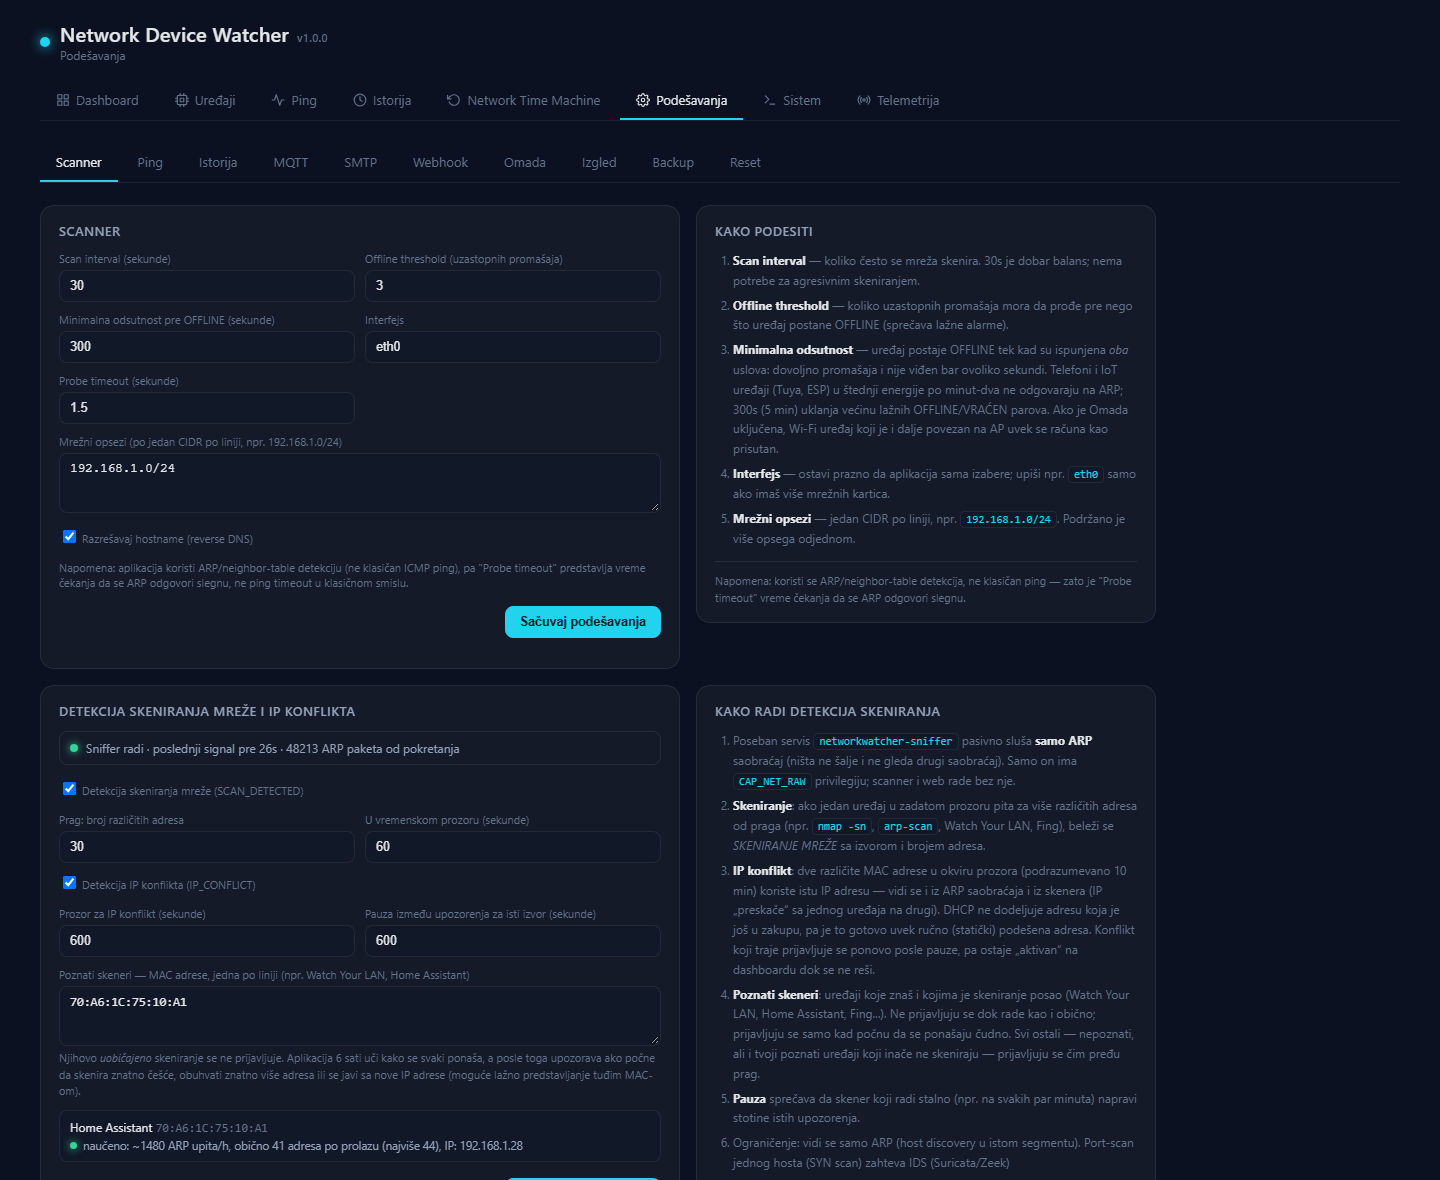 Network Device Watcher v1.0.0
Podešavanja
Dashboard
Uređaji
Ping
Istorija
Network Time Machine
Podešavanja
Sistem
Telemetrija
Scanner
Ping
Istorija
MQTT
SMTP
Webhook
Omada
Izgled
Backup
Reset
SCANNER
Scan interval (sekunde)
30
Offline threshold (uzastopnih promašaja)
3
Minimalna odsutnost pre OFFLINE (sekunde)
300
Interfejs
eth0
Probe timeout (sekunde)
1.5
Mrežni opsezi (po jedan CIDR po liniji, npr. 192.168.1.0/24)
192.168.1.0/24
Razrešavaj hostname (reverse DNS)
Napomena: aplikacija koristi ARP/neighbor-table detekciju (ne klasičan ICMP ping), pa "Probe timeout" predstavlja vreme
čekanja da se ARP odgovori slegnu, ne ping timeout u klasičnom smislu.
Sačuvaj podešavanja
KAKO PODESITI
1. Scan interval — koliko često se mreža skenira. 30s je dobar balans; nema
potrebe za agresivnim skeniranjem.
2. Offline threshold — koliko uzastopnih promašaja mora da prođe pre nego
što uređaj postane OFFLINE (sprečava lažne alarme).
3. Minimalna odsutnost — uređaj postaje OFFLINE tek kad su ispunjena oba
uslova: dovoljno promašaja i nije viđen bar ovoliko sekundi. Telefoni i IoT
uređaji (Tuya, ESP) u štednji energije po minut-dva ne odgovaraju na ARP;
300s (5 min) uklanja većinu lažnih OFFLINE/VRAĆEN parova. Ako je Omada
uključena, Wi-Fi uređaj koji je i dalje povezan na AP uvek se računa kao
prisutan.
4. Interfejs — ostavi prazno da aplikacija sama izabere; upiši npr. eth0 samo
ako imaš više mrežnih kartica.
5. Mrežni opsezi — jedan CIDR po liniji, npr. 192.168.1.0/24. Podržano je
više opsega odjednom.
Napomena: koristi se ARP/neighbor-table detekcija, ne klasičan ping — zato je "Probe
timeout" vreme čekanja da se ARP odgovori slegnu.
DETEKCIJA SKENIRANJA MREŽE I IP KONFLIKTA
Sniffer radi · poslednji signal pre 26s · 48213 ARP paketa od pokretanja
Detekcija skeniranja mreže (SCAN_DETECTED)
Prag: broj različitih adresa
30
U vremenskom prozoru (sekunde)
60
Detekcija IP konflikta (IP_CONFLICT)
Prozor za IP konflikt (sekunde)
600
Pauza između upozorenja za isti izvor (sekunde)
600
Poznati skeneri — MAC adrese, jedna po liniji (npr. Watch Your LAN, Home Assistant)
70:A6:1C:75:10:A1
Njihovo uobičajeno skeniranje se ne prijavljuje. Aplikacija 6 sati uči kako se svaki ponaša, a posle toga upozorava ako počne
da skenira znatno češće, obuhvati znatno više adresa ili se javi sa nove IP adrese (moguće lažno predstavljanje tuđim MAC-
om).
Home Assistant 70:A6:1C:75:10:A1
naučeno: ~1480 ARP upita/h, obično 41 adresa po prolazu (najviše 44), IP: 192.168.1.28
KAKO RADI DETEKCIJA SKENIRANJA
1. Poseban servis networkwatcher-sniffer pasivno sluša samo ARP
saobraćaj (ništa ne šalje i ne gleda drugi saobraćaj). Samo on ima
CAP_NET_RAW privilegiju; scanner i web rade bez nje.
2. Skeniranje: ako jedan uređaj u zadatom prozoru pita za više različitih adresa
od praga (npr. nmap -sn, arp-scan, Watch Your LAN, Fing), beleži se
SKENIRANJE MREŽE sa izvorom i brojem adresa.
3. IP konflikt: dve različite MAC adrese u okviru prozora (podrazumevano 10
min) koriste istu IP adresu — vidi se i iz ARP saobraćaja i iz skenera (IP
„preskače“ sa jednog uređaja na drugi). DHCP ne dodeljuje adresu koja je
još u zakupu, pa je to gotovo uvek ručno (statički) podešena adresa. Konflikt
koji traje prijavljuje se ponovo posle pauze, pa ostaje „aktivan“ na
dashboardu dok se ne reši.
4. Poznati skeneri: uređaji koje znaš i kojima je skeniranje posao (Watch Your
LAN, Home Assistant, Fing...). Ne prijavljuju se dok rade kao i obično;
prijavljuju se samo kad počnu da se ponašaju čudno. Svi ostali — nepoznati,
ali i tvoji poznati uređaji koji inače ne skeniraju — prijavljuju se čim pređu
prag.
5. Pauza sprečava da skener koji radi stalno (npr. na svakih par minuta) napravi
stotine istih upozorenja.
6. Ograničenje: vidi se samo ARP (host discovery u istom segmentu). Port-scan
jednog hosta (SYN scan) zahteva IDS (Suricata/Zeek)